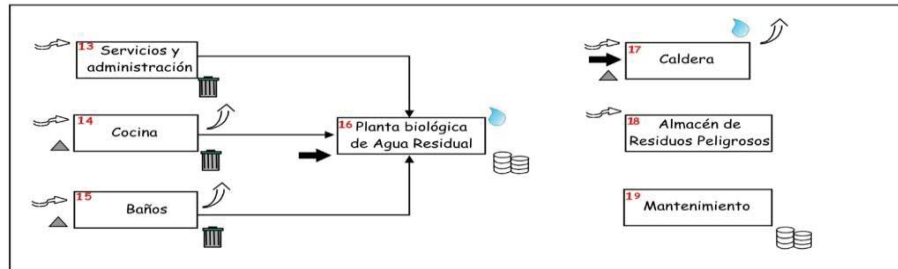 13 Servicios y
administración
14
Cocina
15
Baños
16 Planta biológica
de Agua Residual
17
Caldera
18
Almacén de
Residuos Peligrosos
19
Mantenimiento